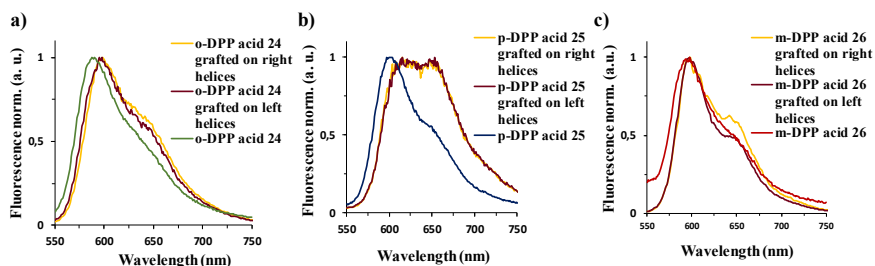 a)
Fluorescence norm. (a. u.)
1
0,5
550 600 650 700 750
Wavelength (nm)
o-DPP acid 24
grafted on right
helices
o-DPP acid 24
grafted on left
helices
o-DPP acid 24
b)
Fluorescence norm. (a. u.)
1
0,5
550 600 650 700 750
Wavelength (nm)
p-DPP acid 25
grafted on right
helices
p-DPP acid 25
grafted on left
helices
p-DPP acid 25
c)
Fluorescence norm. (a. u.)
1
0,5
550 600 650 700 750
Wavelength (nm)
m-DPP acid 26
grafted on right
helices
m-DPP acid 26
grafted on left
helices
m-DPP acid 26